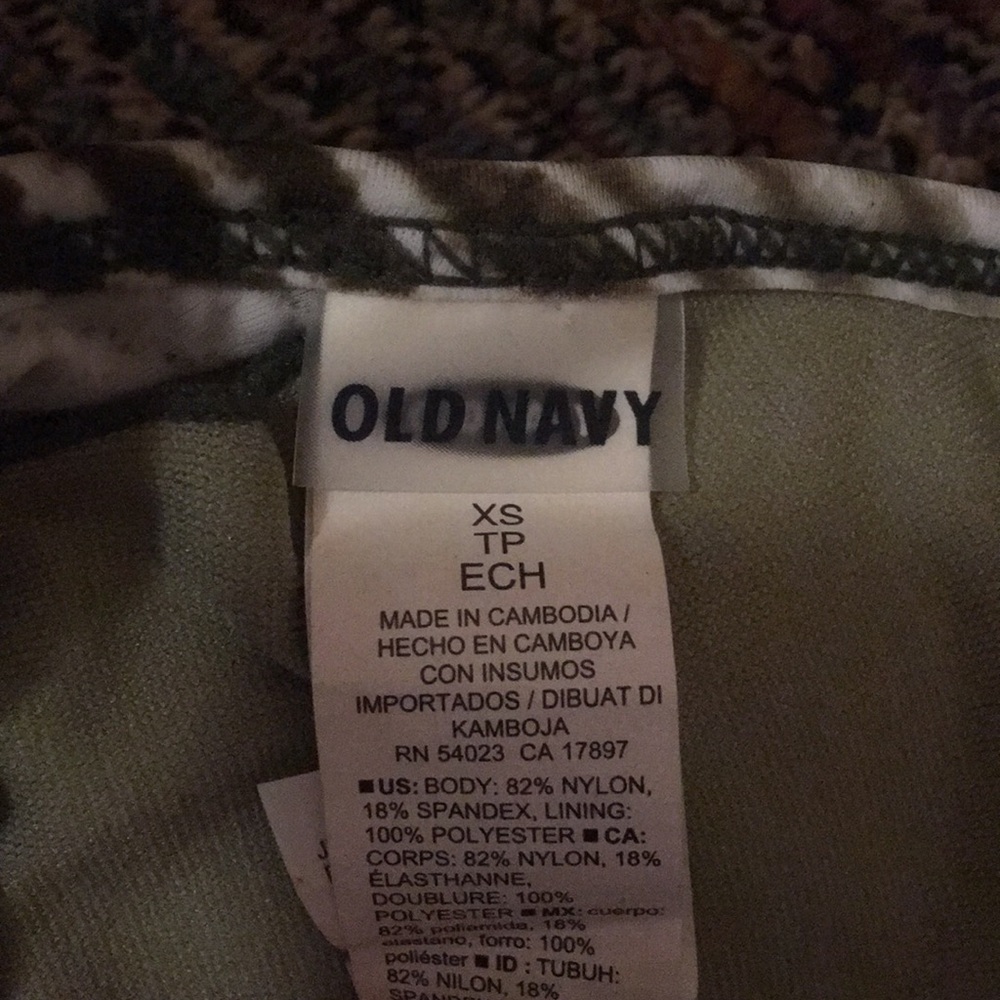 OLD NAVY
XS
TP
ECH
MADE IN CAMBODIA /
HECHO EN CAMBOYA
CON INSUMOS
IMPORTADOS / DIBUAT DI
KAMBOJA
RN 54023 CA 17897
■US: BODY: 82% NYLON,
18% SPANDEX, LINING:
100% POLYESTER ■ CA:
CORPS: 82% NYLON, 18%
ÉLASTHANNE,
DOUBLURE: 100%
POLYESTER ■ MX: cuerpo:
82% poliamida, 18%
elastano, forro: 100%
poliéster ■ ID : TUBUH:
82% NILON, 18%